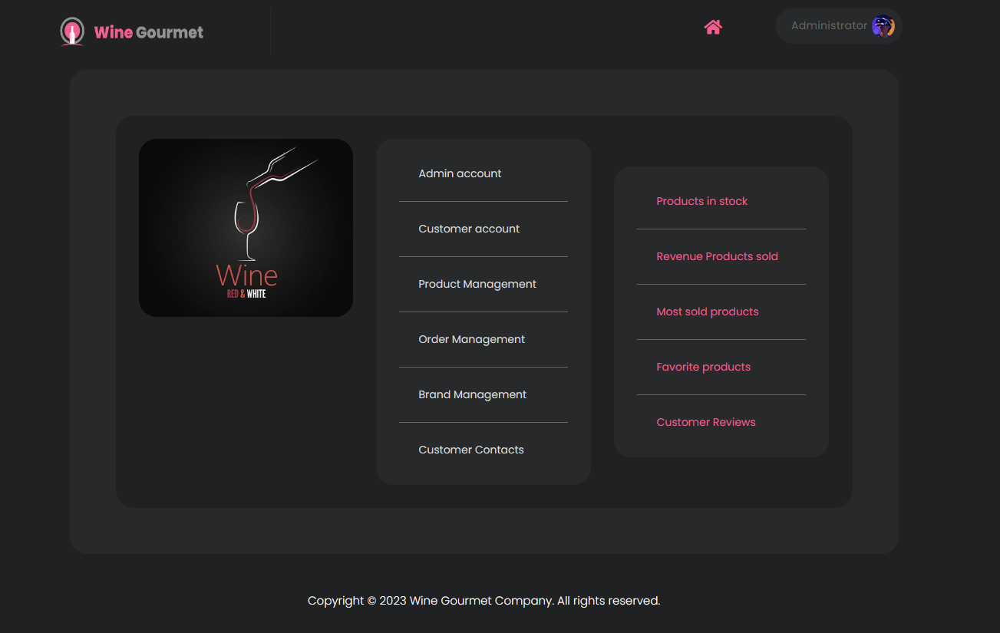 Wine Gourmet
Administrator
Wine
RED & WHITE
Admin account
Customer account
Product Management
Order Management
Brand Management
Customer Contacts
Products in stock
Revenue Products sold
Most sold products
Favorite products
Customer Reviews
Copyright © 2023 Wine Gourmet Company. All rights reserved.